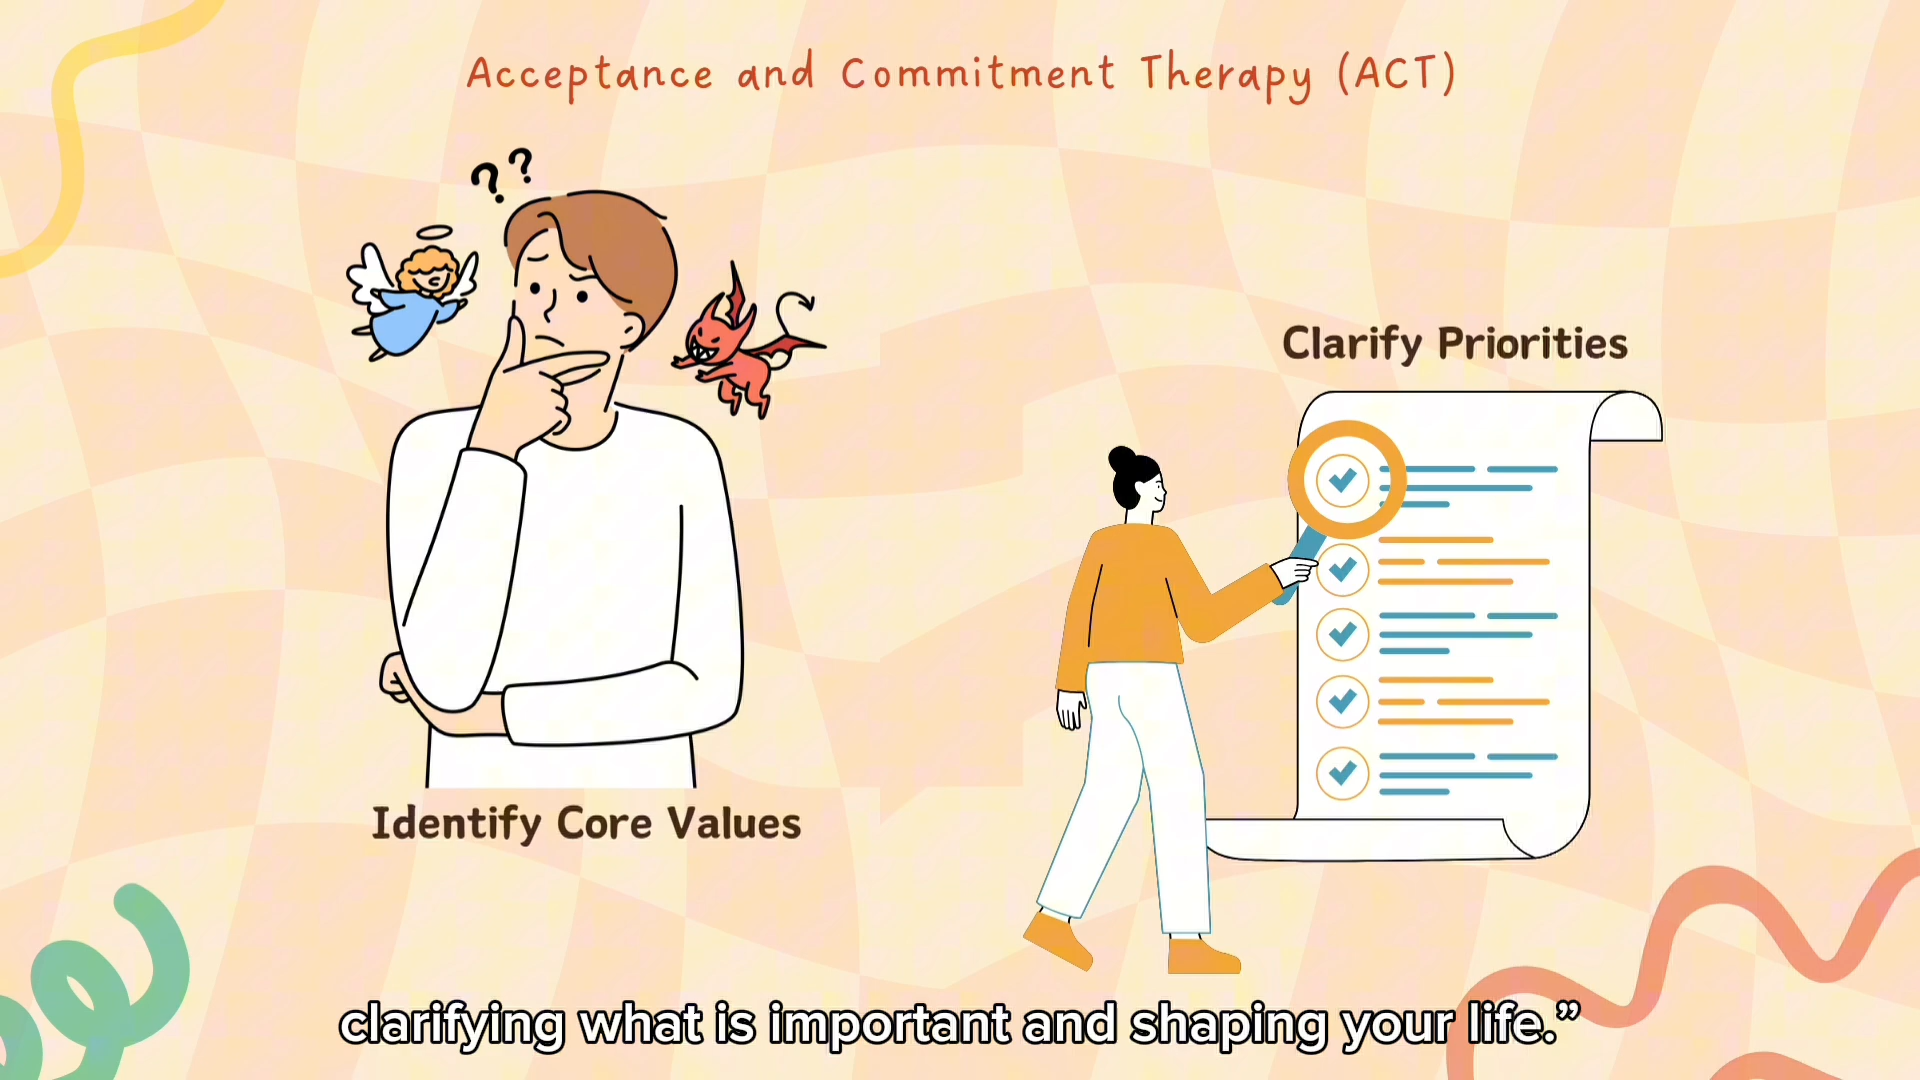 Acceptance and Commitment Therapy (ACT)
??
Clarify Priorities
Identify Core Values
clarifying what is important and shaping your life.”